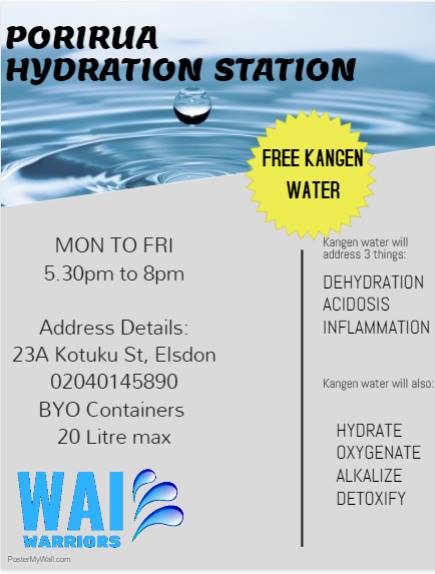 PORIRUA
HYDRATION STATION
FREE KANGEN
WATER
MON TO FRI
5.30pm to 8pm
Address Details:
23A Kotuku St, Elsdon
02040145890
BYO Containers
20 Litre max
Kangen water will
address 3 things:
DEHYDRATION
ACIDOSIS
INFLAMMATION
Kangen water will also:
HYDRATE
OXYGENATE
ALKALIZE
DETOXIFY
WAI
WARRIORS
PosterMyWall.com